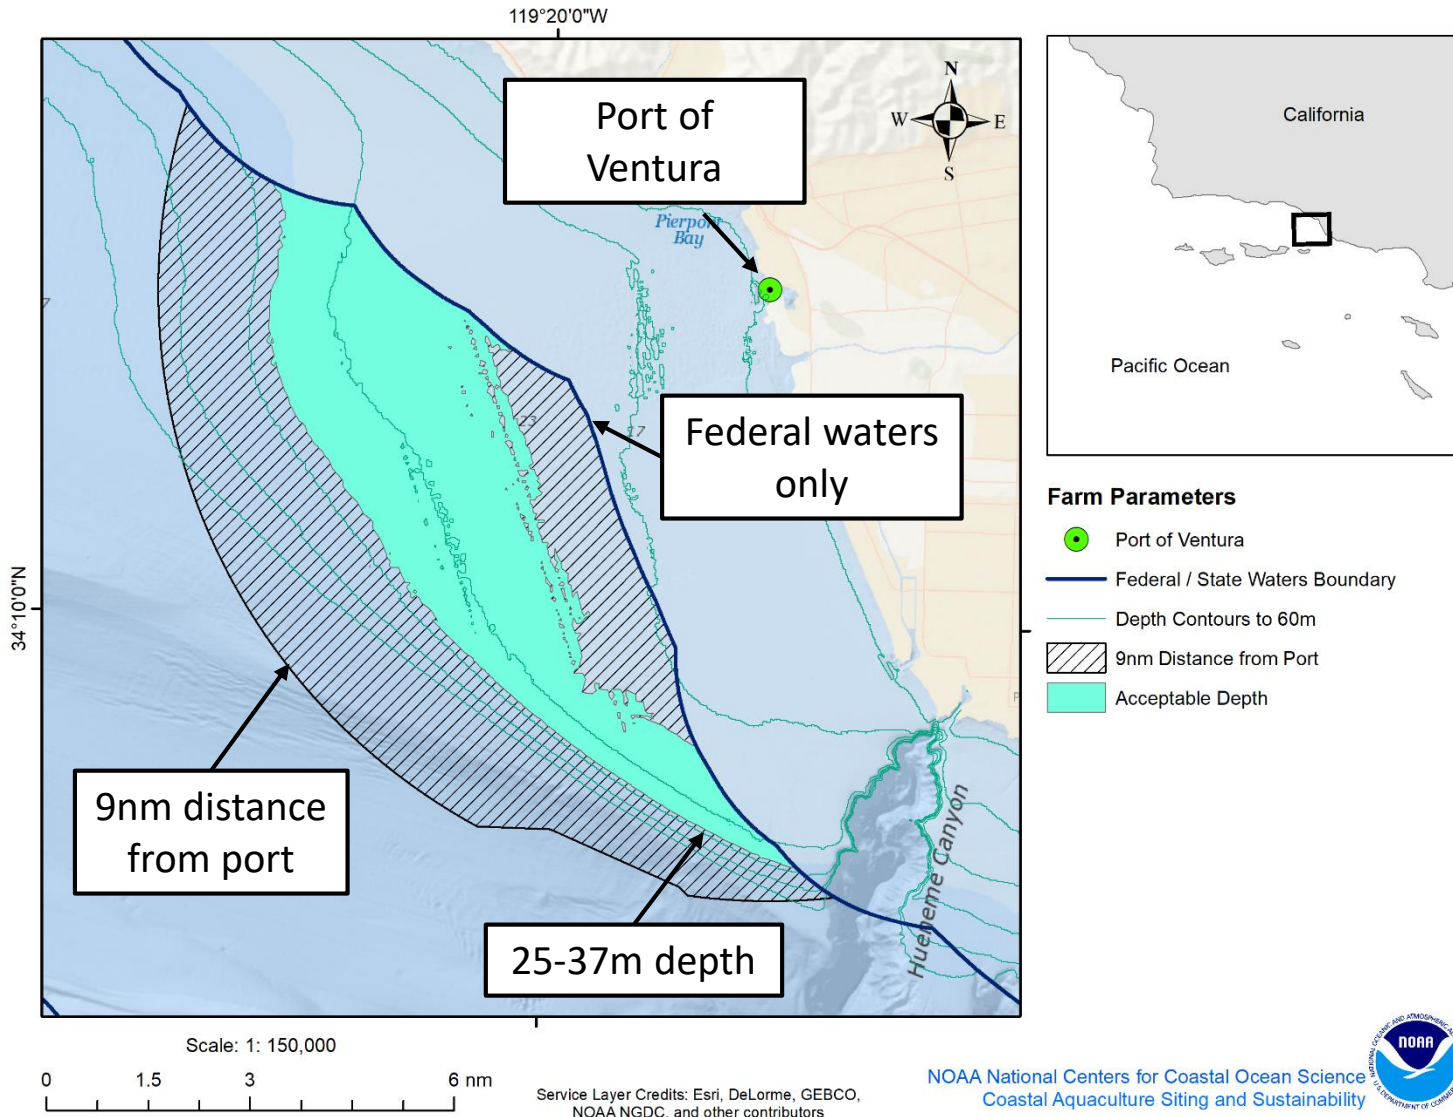 119°20'0"W
N
W
E
S
Port of
Ventura
Pierpont
Bay
23
17
7
Federal waters
only
34°10'0"N
9nm distance
from port
25-37m depth
Hueneme Canyon
California
Pacific Ocean
Farm Parameters
Port of Ventura
Federal / State Waters Boundary
Depth Contours to 60m
9nm Distance from Port
Acceptable Depth
Scale: 1: 150,000
0 1.5 3 6 nm
Service Layer Credits: Esri, DeLorme, GEBCO,
NOAA NGDC, and other contributors
NOAA National Centers for Coastal Ocean Science
Coastal Aquaculture Siting and Sustainability
NOAA